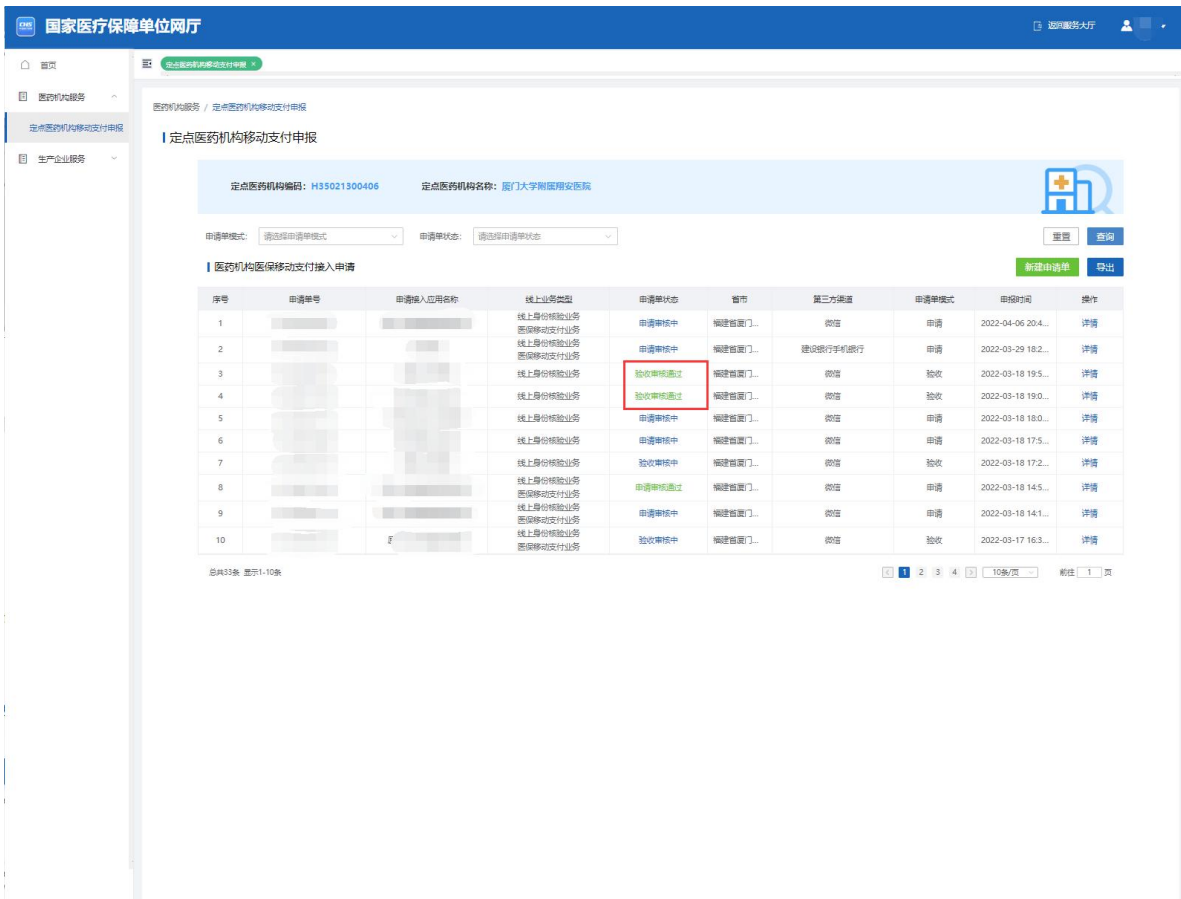 国家医疗保障单位网厅
返回服务大厅
首页
定点医药机构移动支付申报 ×
医药机构服务
定点医药机构移动支付申报
生产企业服务
医药机构服务 / 定点医药机构移动支付申报
定点医药机构移动支付申报
定点医药机构编码: H35021300406 定点医药机构名称: 厦门大学附属翔安医院
申请单模式: 请选择申请单模式 申请单状态: 请选择申请单状态 重置 查询
医药机构医保移动支付接入申请 新建申请单 导出
序号 申请单号 申请接入应用名称 线上业务类型 申请单状态 省市 第三方渠道 申请单模式 申报时间 操作
1 线上身份核验业务 医保移动支付业务 申请审核中 福建省厦门... 微信 申请 2022-04-06 20:4... 详情
2 线上身份核验业务 医保移动支付业务 申请审核中 福建省厦门... 建设银行手机银行 申请 2022-03-29 18:2... 详情
3 线上身份核验业务 验收审核通过 福建省厦门... 微信 验收 2022-03-18 19:5... 详情
4 线上身份核验业务 验收审核通过 福建省厦门... 微信 验收 2022-03-18 19:0... 详情
5 线上身份核验业务 申请审核中 福建省厦门... 微信 申请 2022-03-18 18:0... 详情
6 线上身份核验业务 申请审核中 福建省厦门... 微信 申请 2022-03-18 17:5... 详情
7 线上身份核验业务 验收审核中 福建省厦门... 微信 验收 2022-03-18 17:2... 详情
8 线上身份核验业务 医保移动支付业务 申请审核通过 福建省厦门... 微信 申请 2022-03-18 14:5... 详情
9 线上身份核验业务 医保移动支付业务 申请审核中 福建省厦门... 微信 申请 2022-03-18 14:1... 详情
10 线上身份核验业务 医保移动支付业务 验收审核中 福建省厦门... 微信 验收 2022-03-17 16:3... 详情
总共33条 显示1-10条 < 1 2 3 4 > 10条/页 前往 1 页